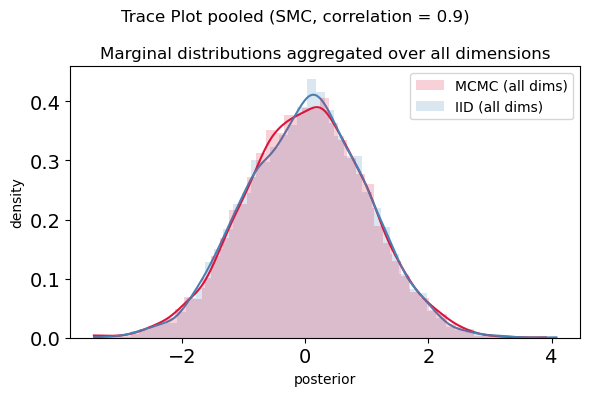 Trace Plot pooled (SMC, correlation = 0.9)
Marginal distributions aggregated over all dimensions
MCMC (all dims)
IID (all dims)
density
0.4
0.3
0.2
0.1
0.0
−2
0
2
4
posterior